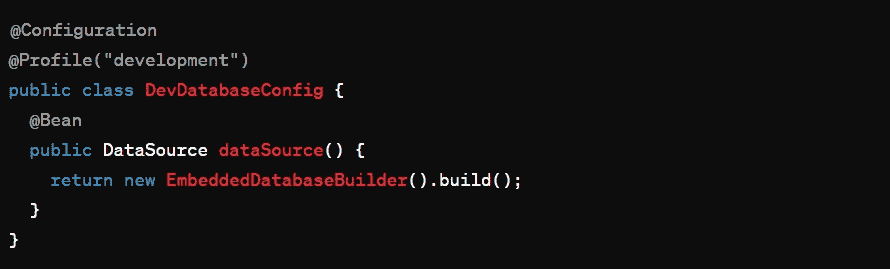 @Configuration
@Profile("development")
public class DevDatabaseConfig {
  @Bean
  public DataSource dataSource() {
    return new EmbeddedDatabaseBuilder().build();
  }
}